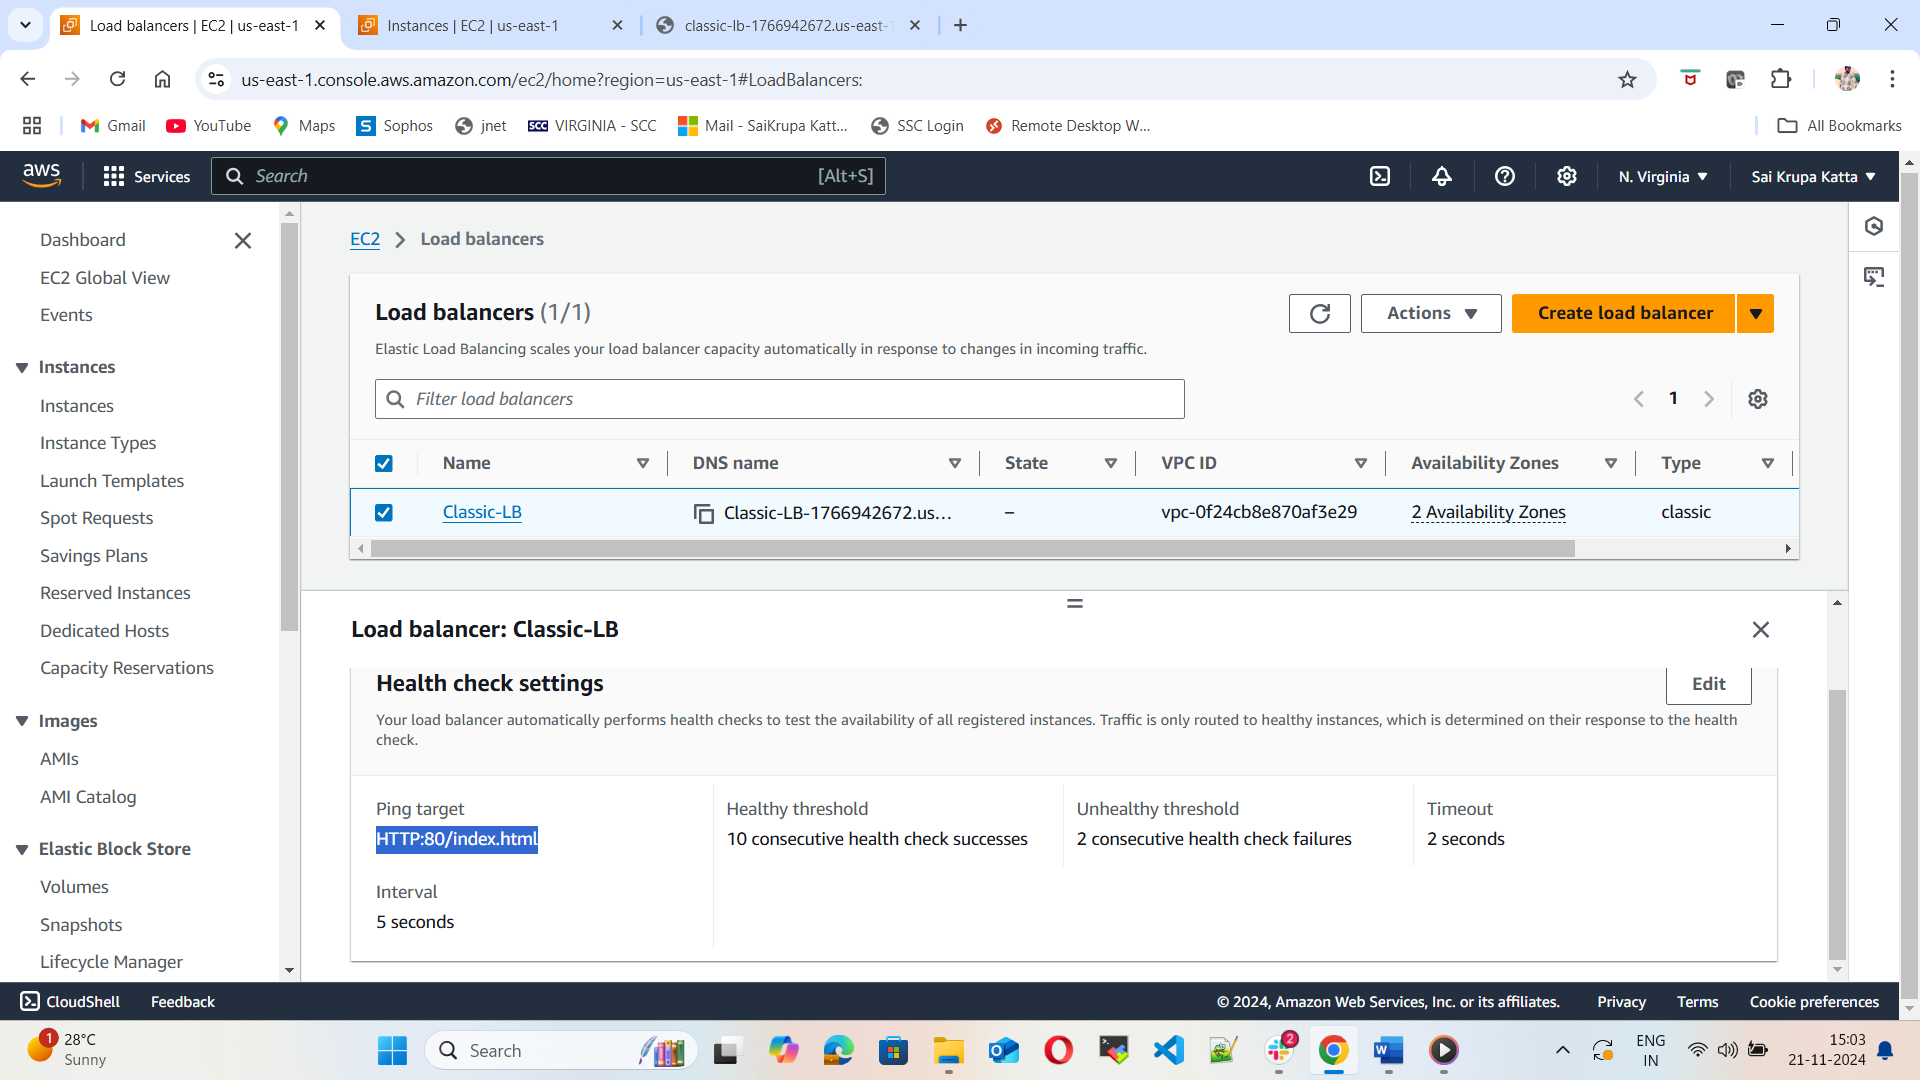 Load balancers | EC2 | us-east-1
Instances | EC2 | us-east-1
classic-lb-1766942672.us-east-
us-east-1.console.aws.amazon.com/ec2/home?region=us-east-1#LoadBalancers:
Gmail
YouTube
Maps
Sophos
jnet
SCC VIRGINIA - SCC
Mail - SaiKrupa Katt...
SSC Login
Remote Desktop W...
All Bookmarks
aws
Services
Search
[Alt+S]
N. Virginia
Sai Krupa Katta
Dashboard
EC2 Global View
Events
Instances
Instances
Instance Types
Launch Templates
Spot Requests
Savings Plans
Reserved Instances
Dedicated Hosts
Capacity Reservations
Images
AMIs
AMI Catalog
Elastic Block Store
Volumes
Snapshots
Lifecycle Manager
EC2 > Load balancers
Load balancers (1/1)
Actions
Create load balancer
Elastic Load Balancing scales your load balancer capacity automatically in response to changes in incoming traffic.
Filter load balancers
1
Name DNS name State VPC ID Availability Zones Type
Classic-LB Classic-LB-1766942672.us... – vpc-0f24cb8e870af3e29 2 Availability Zones classic
Load balancer: Classic-LB
Health check settings
Edit
Your load balancer automatically performs health checks to test the availability of all registered instances. Traffic is only routed to healthy instances, which is determined on their response to the health
check.
Ping target
HTTP:80/index.html
Healthy threshold
10 consecutive health check successes
Unhealthy threshold
2 consecutive health check failures
Timeout
2 seconds
Interval
5 seconds
CloudShell
Feedback
© 2024, Amazon Web Services, Inc. or its affiliates.
Privacy
Terms
Cookie preferences
1
28°C
Sunny
Search
2
ENG
IN
15:03
21-11-2024